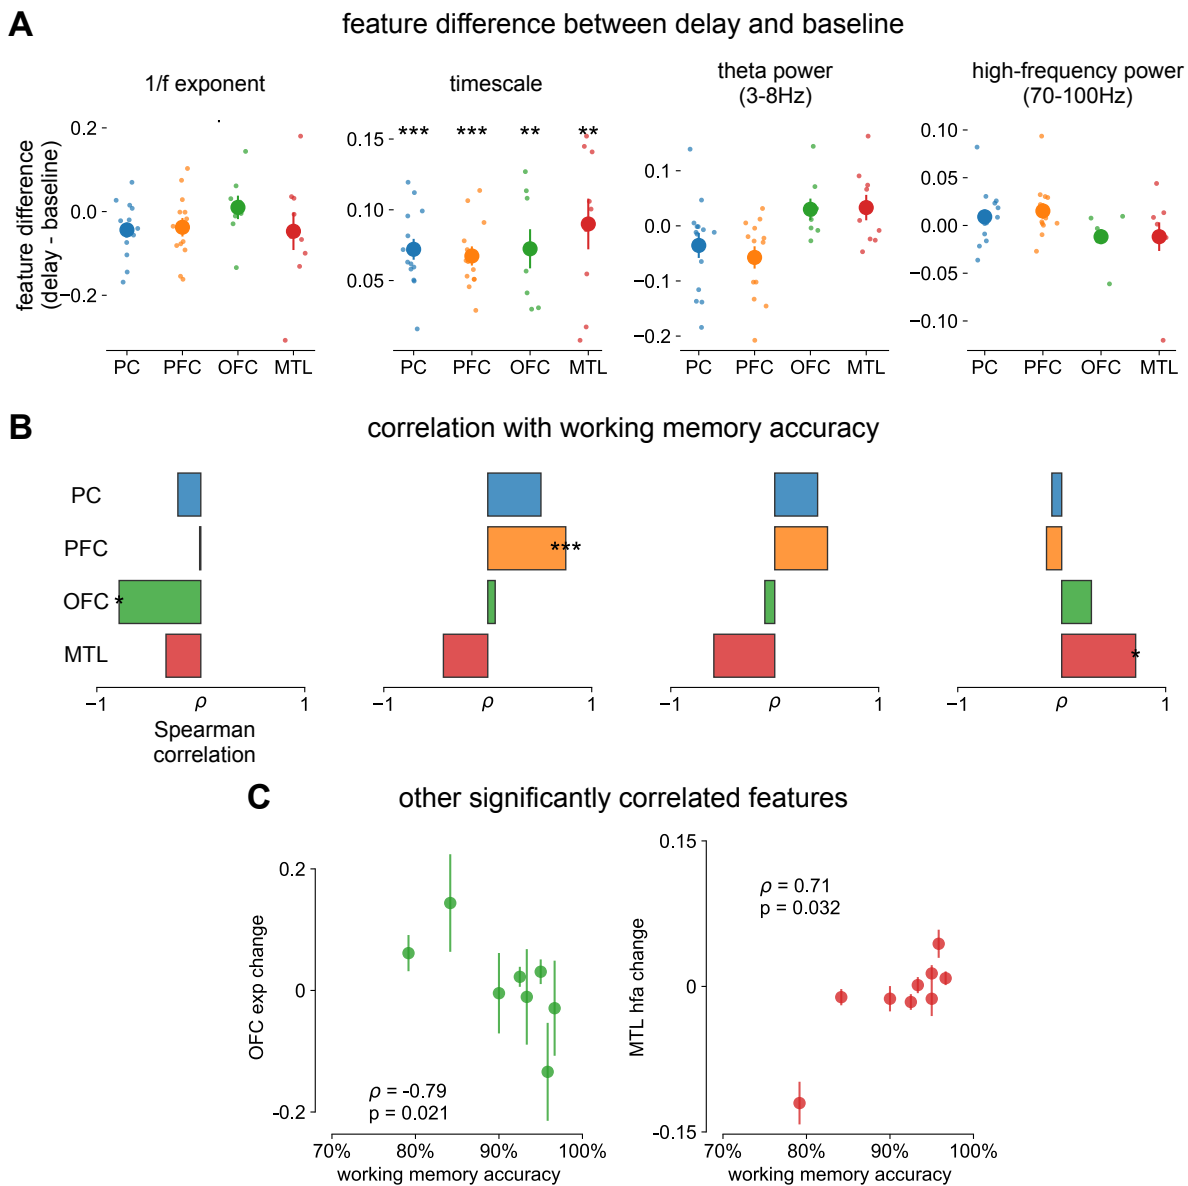 A
feature difference between delay and baseline
1/f exponent
timescale
theta power
(3-8Hz)
high-frequency power
(70-100Hz)
feature difference
(delay - baseline)
0.2
0.0
−0.2
PC PFC OFC MTL
0.15
0.10
0.05
*** *** ** **
PC PFC OFC MTL
0.1
0.0
−0.1
−0.2
PC PFC OFC MTL
0.10
0.05
0.00
−0.05
−0.10
PC PFC OFC MTL
B
correlation with working memory accuracy
PC
PFC
OFC
MTL
*
***
*
−1 ρ 1
Spearman
correlation
−1 ρ 1
−1 ρ 1
−1 ρ 1
C
other significantly correlated features
OFC exp change
0.2
0
-0.2
ρ = -0.79
p = 0.021
70% 80% 90% 100%
working memory accuracy
MTL hfa change
0.15
0
-0.15
ρ = 0.71
p = 0.032
70% 80% 90% 100%
working memory accuracy